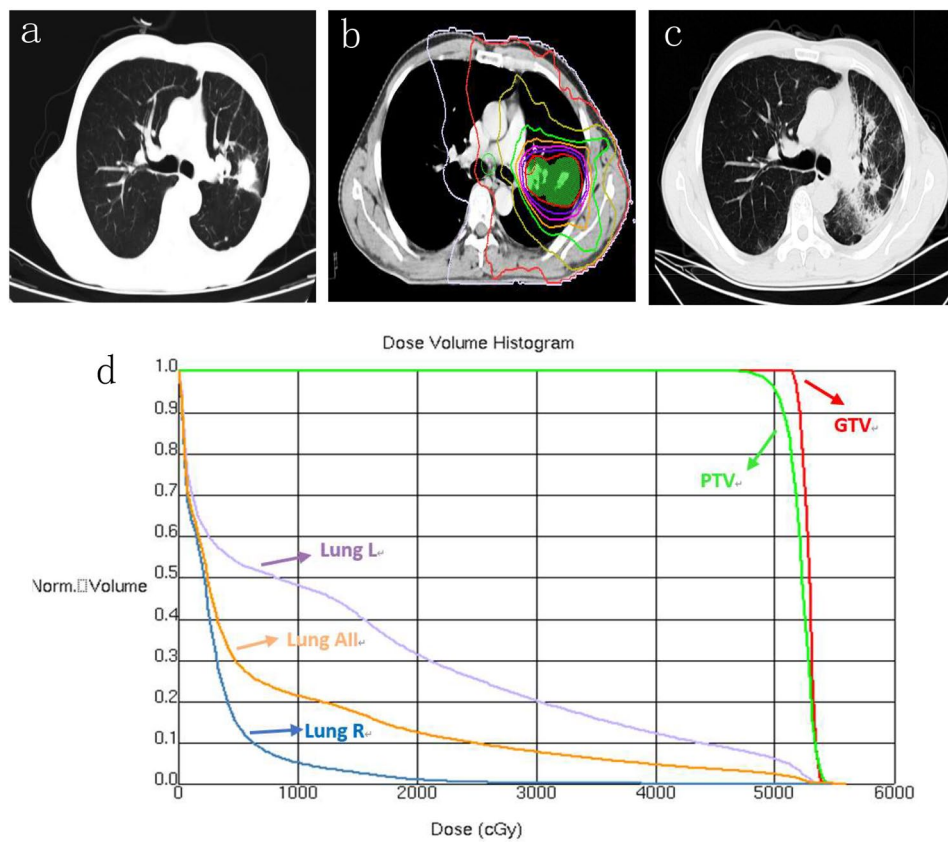 a
b
c
d
Dose Volume Histogram
1.0
0.9
0.8
0.7
0.6
0.5
0.4
0.3
0.2
0.1
0.0
Norm.▯Volume
GTV↵
PTV↵
Lung L↵
Lung All↵
Lung R↵
0 1000 2000 3000 4000 5000 6000
Dose (cGy)